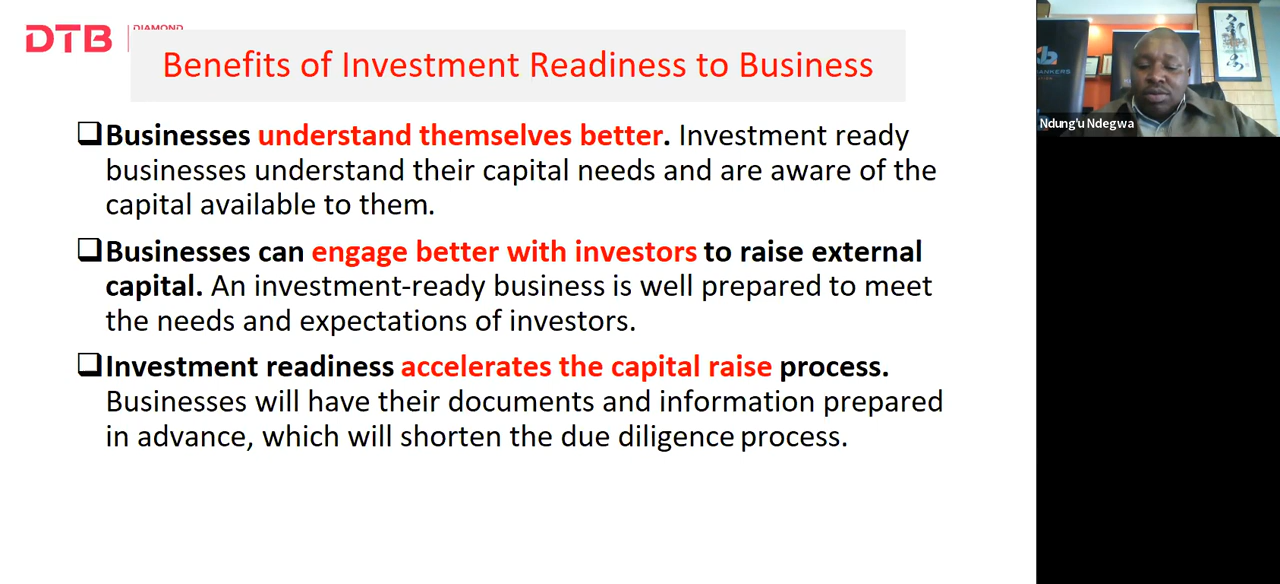 DTB
DIAMOND
Benefits of Investment Readiness to Business
Businesses understand themselves better. Investment ready
businesses understand their capital needs and are aware of the
capital available to them.
Businesses can engage better with investors to raise external
capital. An investment-ready business is well prepared to meet
the needs and expectations of investors.
Investment readiness accelerates the capital raise process.
Businesses will have their documents and information prepared
in advance, which will shorten the due diligence process.
Ndung'u Ndegwa